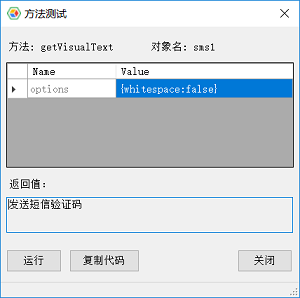 方法测试
方法: getVisualText 对象名: sms1
Name Value
options {whitespace:false}
返回值:
发送短信验证码
运行 复制代码 关闭